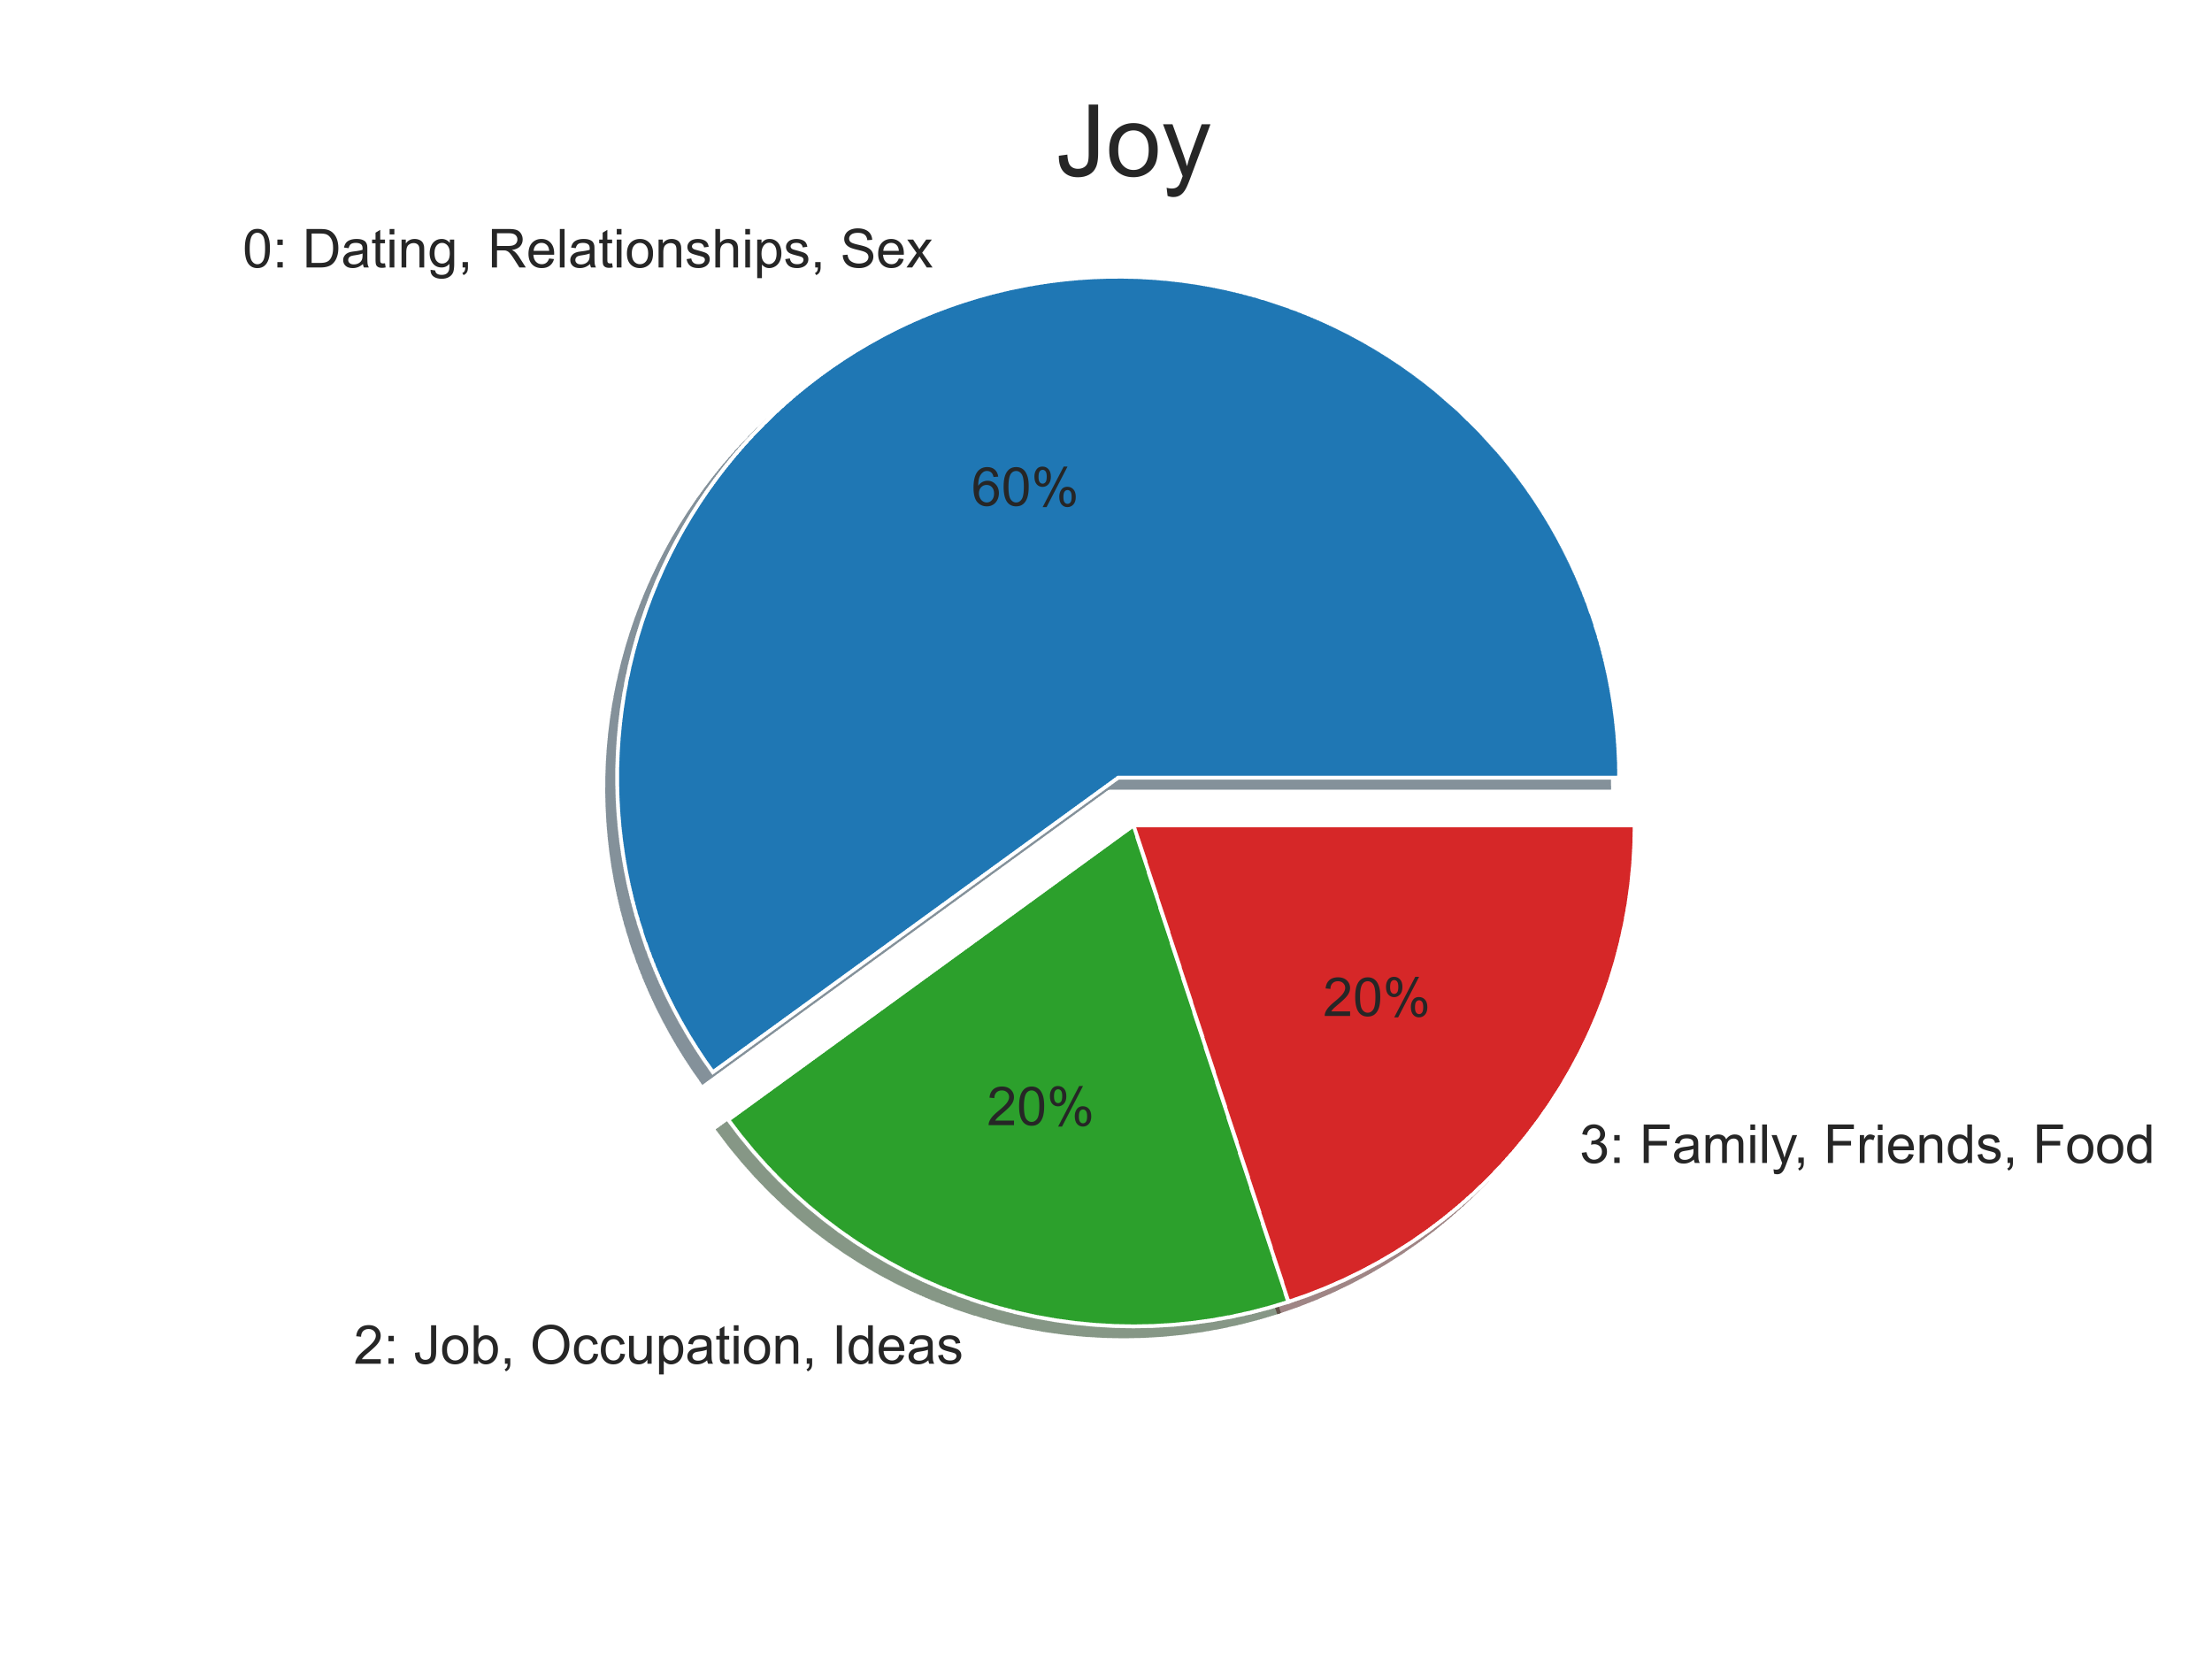 Joy
0: Dating, Relationships, Sex
60%
20%
20%
3: Family, Friends, Food
2: Job, Occupation, Ideas